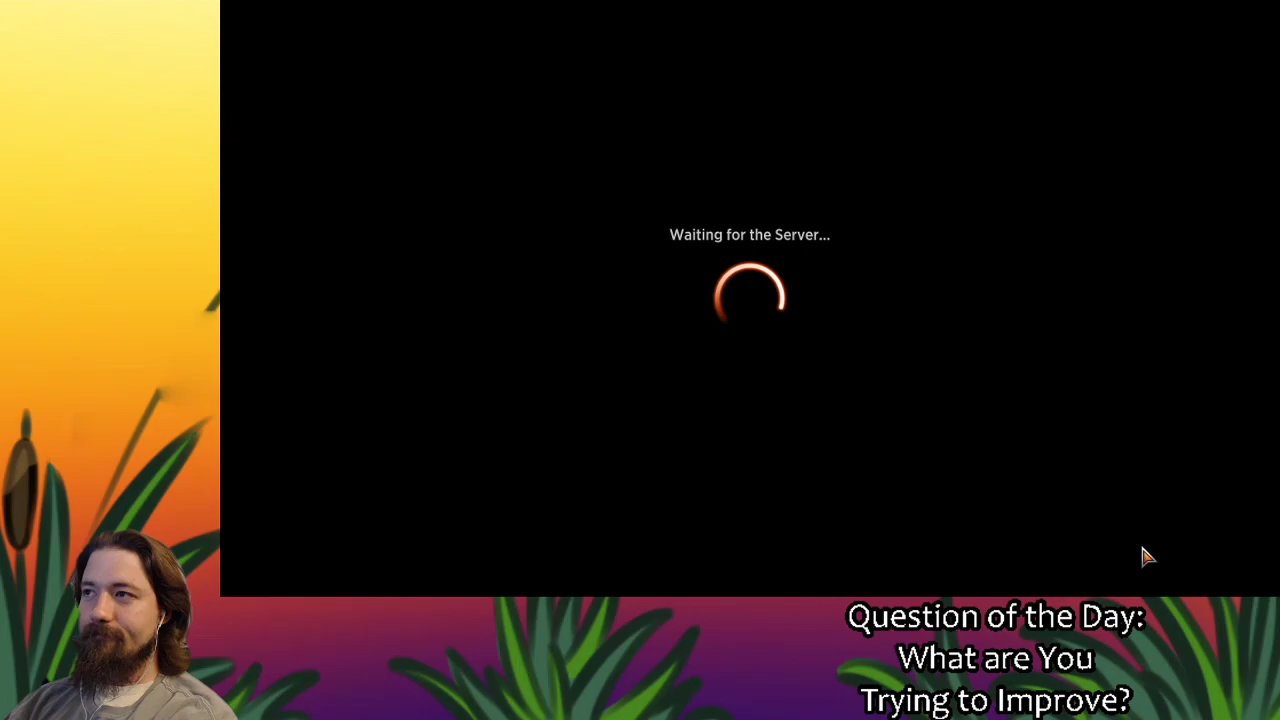 Waiting for the Server...
Question of the Day:
What are You
Trying to Improve?